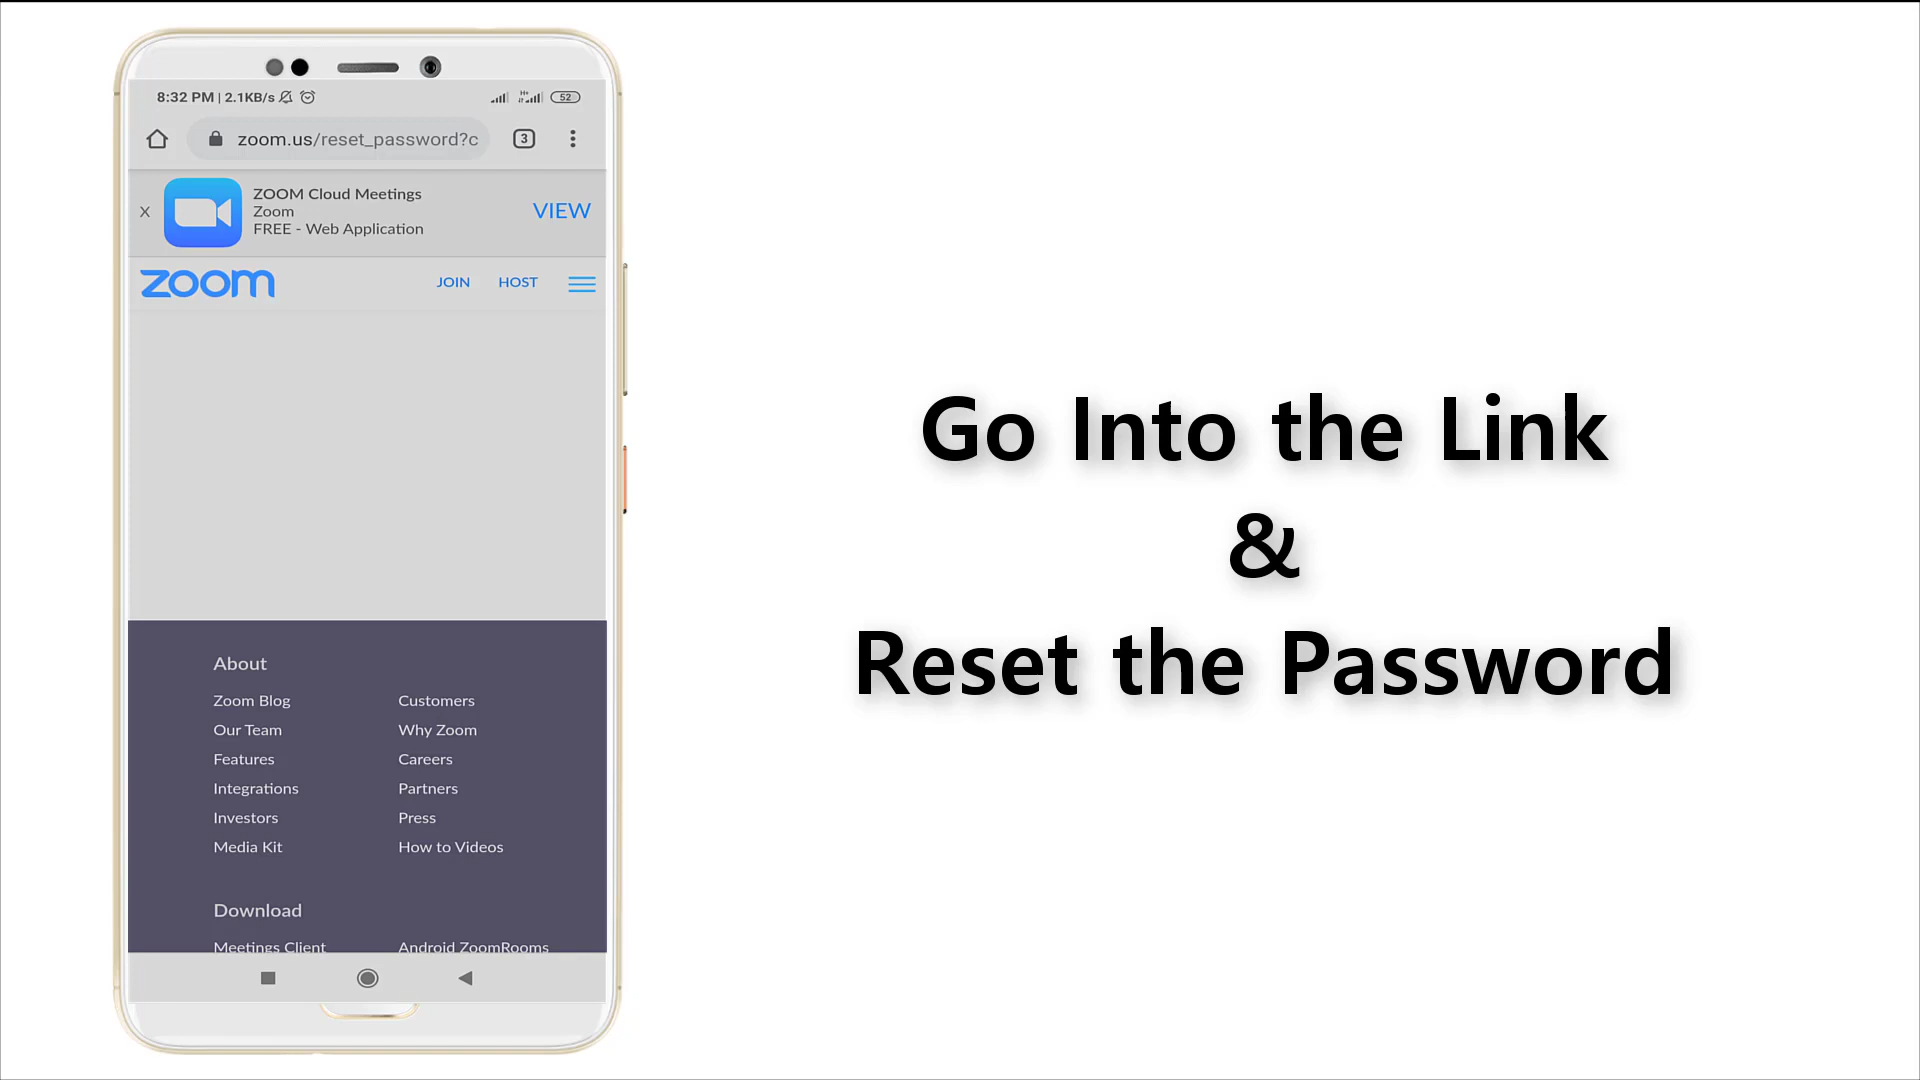 8:32 PM | 2.1KB/s
H+
52
zoom.us/reset_password?c
3
X
ZOOM Cloud Meetings
Zoom
FREE - Web Application
VIEW
zoom
JOIN
HOST
About
Zoom Blog
Customers
Our Team
Why Zoom
Features
Careers
Integrations
Partners
Investors
Press
Media Kit
How to Videos
Download
Meetings Client
Android ZoomRooms
Go Into the Link
&
Reset the Password